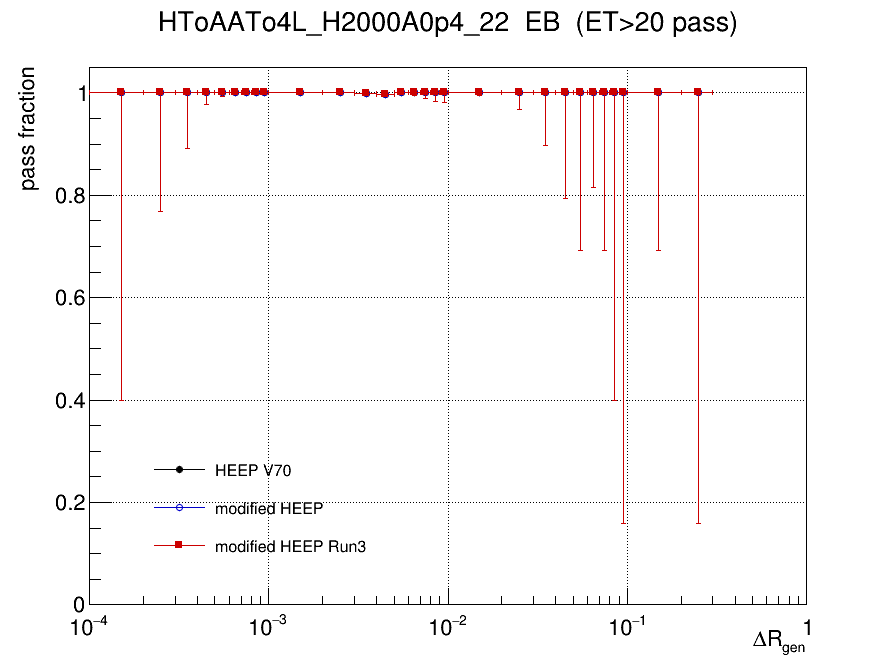 HToAATo4L_H2000A0p4_22 EB (ET>20 pass)
pass fraction
1
0.8
0.6
0.4
0.2
0
HEEP V70
modified HEEP
modified HEEP Run3
10⁻⁴
10⁻³
10⁻²
10⁻¹
1
ΔR_gen